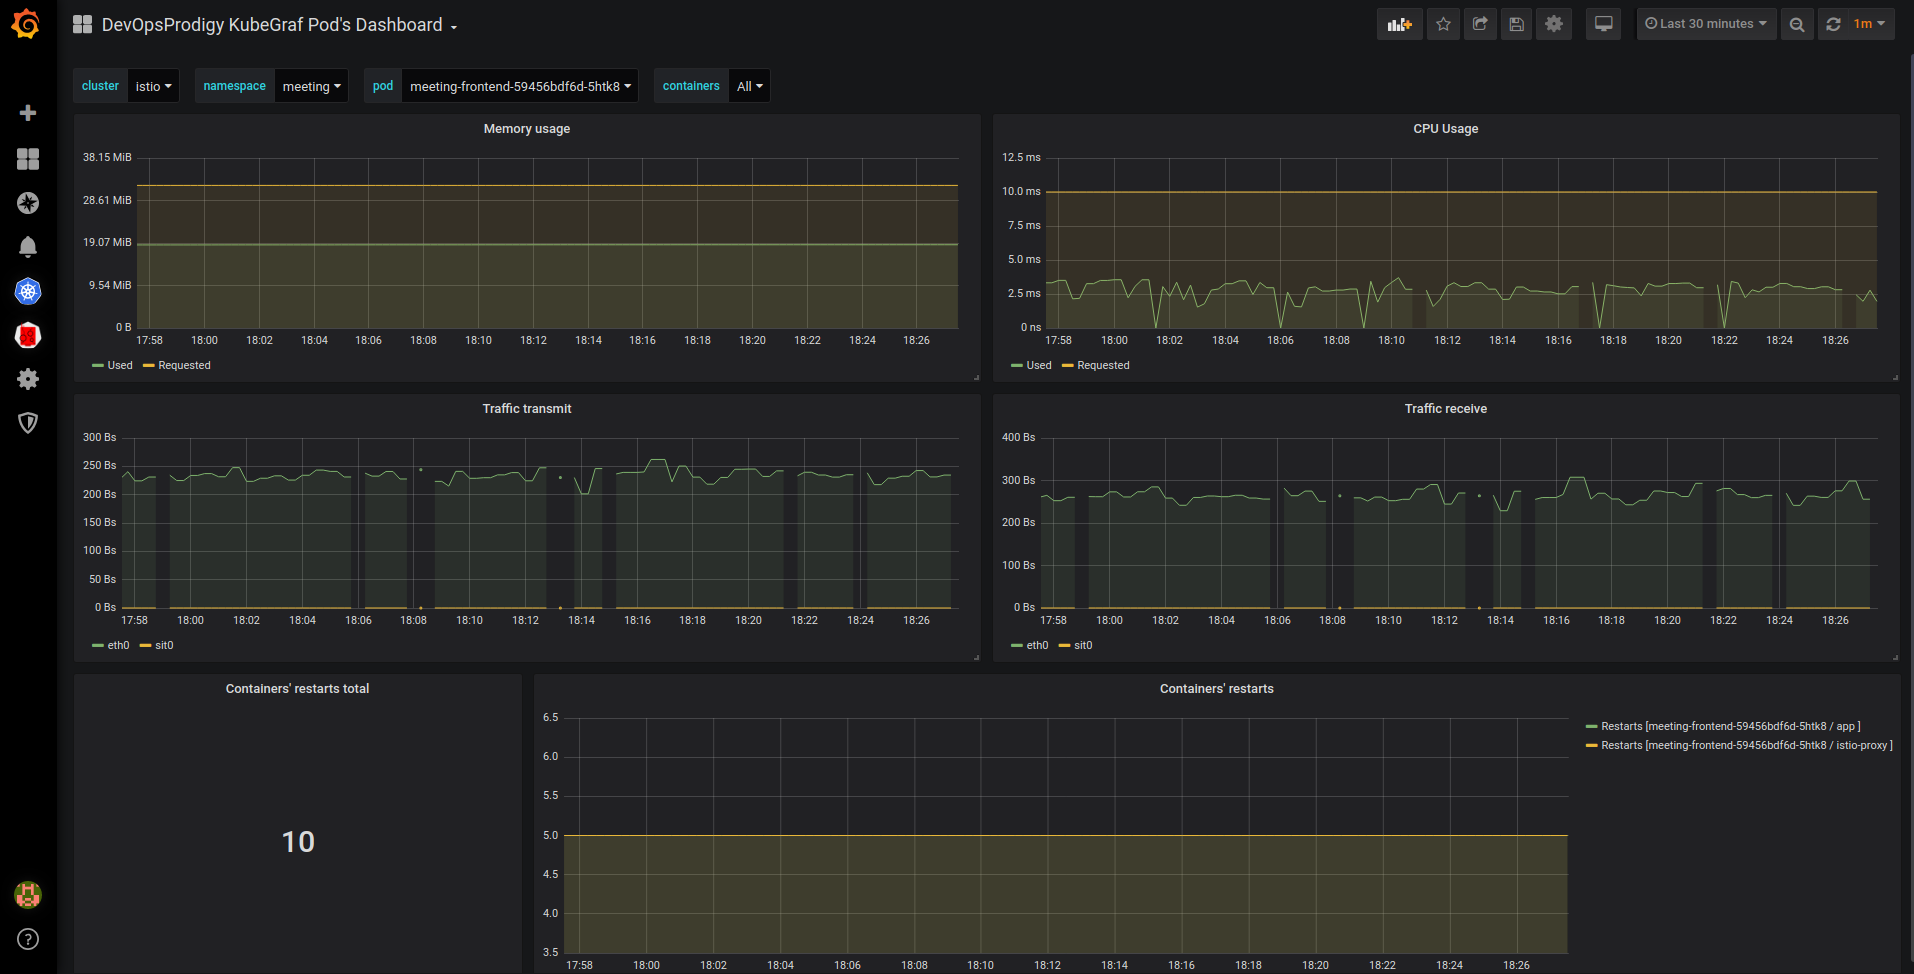 DevOpsProdigy KubeGraf Pod's Dashboard
Last 30 minutes
1m
cluster istio namespace meeting pod meeting-frontend-59456bdf6d-5htk8 containers All
Memory usage
38.15 MiB
28.61 MiB
19.07 MiB
9.54 MiB
0 B
17:58 18:00 18:02 18:04 18:06 18:08 18:10 18:12 18:14 18:16 18:18 18:20 18:22 18:24 18:26
Used Requested
CPU Usage
12.5 ms
10.0 ms
7.5 ms
5.0 ms
2.5 ms
0 ns
17:58 18:00 18:02 18:04 18:06 18:08 18:10 18:12 18:14 18:16 18:18 18:20 18:22 18:24 18:26
Used Requested
Traffic transmit
300 Bs
250 Bs
200 Bs
150 Bs
100 Bs
50 Bs
0 Bs
17:58 18:00 18:02 18:04 18:06 18:08 18:10 18:12 18:14 18:16 18:18 18:20 18:22 18:24 18:26
eth0 sit0
Traffic receive
400 Bs
300 Bs
200 Bs
100 Bs
0 Bs
17:58 18:00 18:02 18:04 18:06 18:08 18:10 18:12 18:14 18:16 18:18 18:20 18:22 18:24 18:26
eth0 sit0
Containers' restarts total
10
Containers' restarts
6.5
6.0
5.5
5.0
4.5
4.0
3.5
17:58 18:00 18:02 18:04 18:06 18:08 18:10 18:12 18:14 18:16 18:18 18:20 18:22 18:24 18:26
Restarts [meeting-frontend-59456bdf6d-5htk8 / app ]
Restarts [meeting-frontend-59456bdf6d-5htk8 / istio-proxy ]